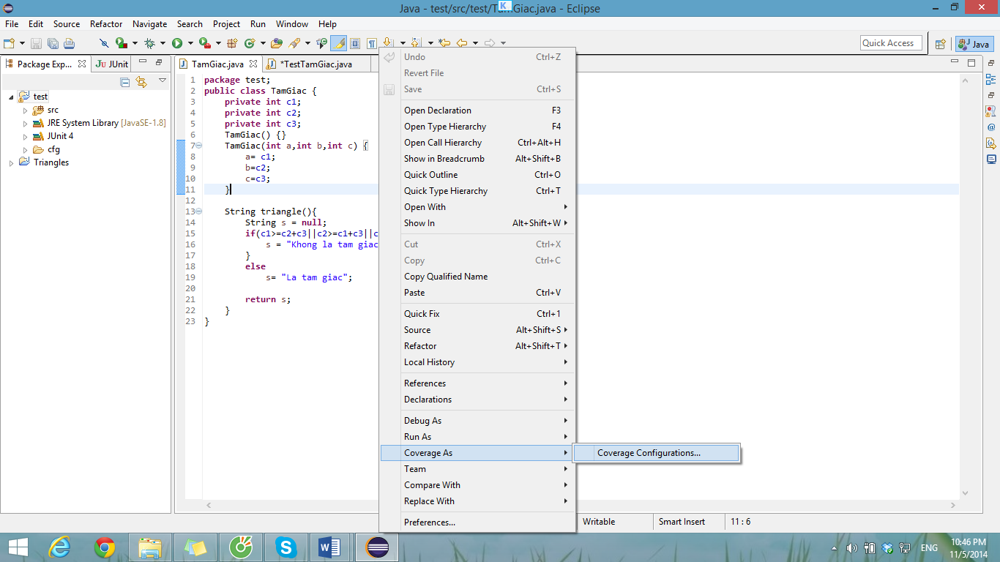 Java - test/src/test/TamGiac.java - Eclipse
K
File Edit Source Refactor Navigate Search Project Run Window Help
Quick Access
Java
Package Exp...
JUnit
TamGiac.java
*TestTamGiac.java
test
src
JRE System Library [JavaSE-1.8]
JUnit 4
cfg
Triangles
1 package test;
2 public class TamGiac {
3 private int c1;
4 private int c2;
5 private int c3;
6 TamGiac() {}
7 TamGiac(int a,int b,int c) {
8 a= c1;
9 b=c2;
10 c=c3;
11 }
12
13 String triangle(){
14 String s = null;
15 if(c1>=c2+c3||c2>=c1+c3||c
16 s = "Khong la tam giac
17 }
18 else
19 s= "La tam giac";
20
21 return s;
22 }
23 }
Undo Ctrl+Z
Revert File
Save Ctrl+S
Open Declaration F3
Open Type Hierarchy F4
Open Call Hierarchy Ctrl+Alt+H
Show in Breadcrumb Alt+Shift+B
Quick Outline Ctrl+O
Quick Type Hierarchy Ctrl+T
Open With
Show In Alt+Shift+W
Cut Ctrl+X
Copy Ctrl+C
Copy Qualified Name
Paste Ctrl+V
Quick Fix Ctrl+1
Source Alt+Shift+S
Refactor Alt+Shift+T
Local History
References
Declarations
Debug As
Run As
Coverage As
Team
Compare With
Replace With
Preferences...
Coverage Configurations...
Writable
Smart Insert
11 : 6
ENG
10:46 PM
11/5/2014